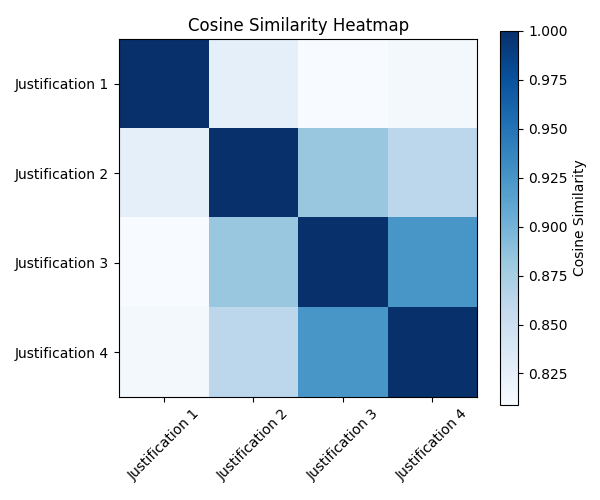 Cosine Similarity Heatmap
Justification 1
Justification 2
Justification 3
Justification 4
Justification 1
Justification 2
Justification 3
Justification 4
1.000
0.975
0.950
0.925
0.900
0.875
0.850
0.825
Cosine Similarity